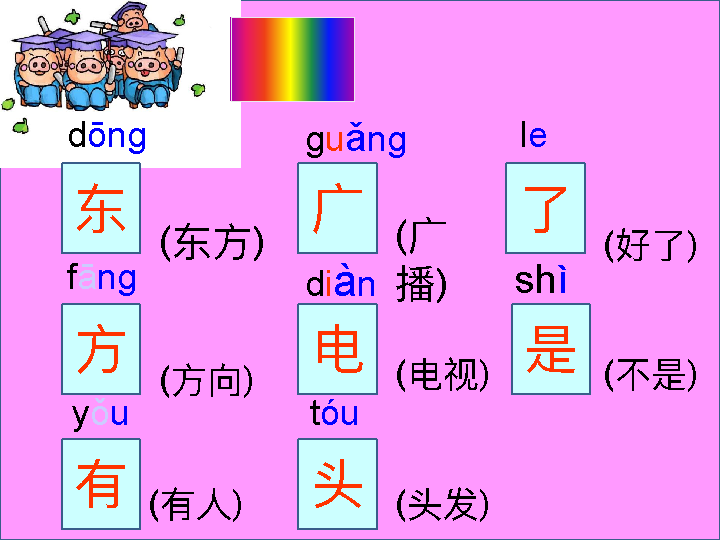 dōng guǎng le
东 (东方) 广 (广播) 了 (好了)
fāng diàn shì
方 (方向) 电 (电视) 是 (不是)
yǒu tóu
有 (有人) 头 (头发)